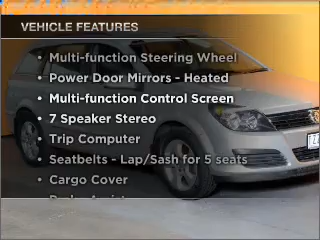 VEHICLE FEATURES
• Multi-function Steering Wheel
• Power Door Mirrors - Heated
• Multi-function Control Screen
• 7 Speaker Stereo
• Trip Computer
• Seatbelts - Lap/Sash for 5 seats
• Cargo Cover